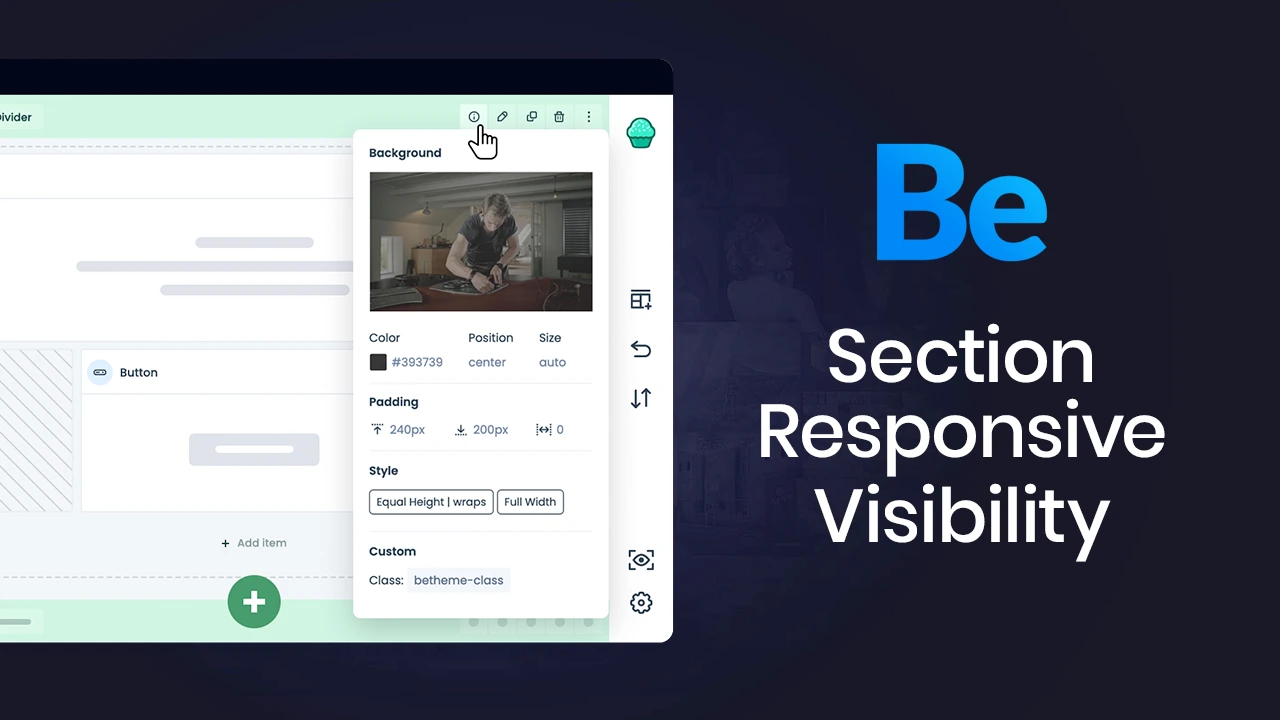 Divider
Background
Color
Position
Size
#393739
center
auto
Padding
240px
200px
0
Style
Equal Height | wraps
Full Width
Custom
Class: betheme-class
Button
+ Add item
Be
Section
Responsive
Visibility